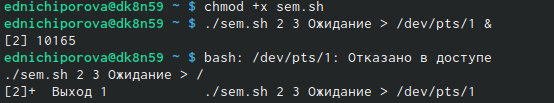 ednichiporova@dk8n59 ~ $ chmod +x sem.sh
ednichiporova@dk8n59 ~ $ ./sem.sh 2 3 Ожидание > /dev/pts/1 &
[2] 10165
ednichiporova@dk8n59 ~ $ bash: /dev/pts/1: Отказано в доступе
./sem.sh 2 3 Ожидание > /
[2]+  Выход 1            ./sem.sh 2 3 Ожидание > /dev/pts/1